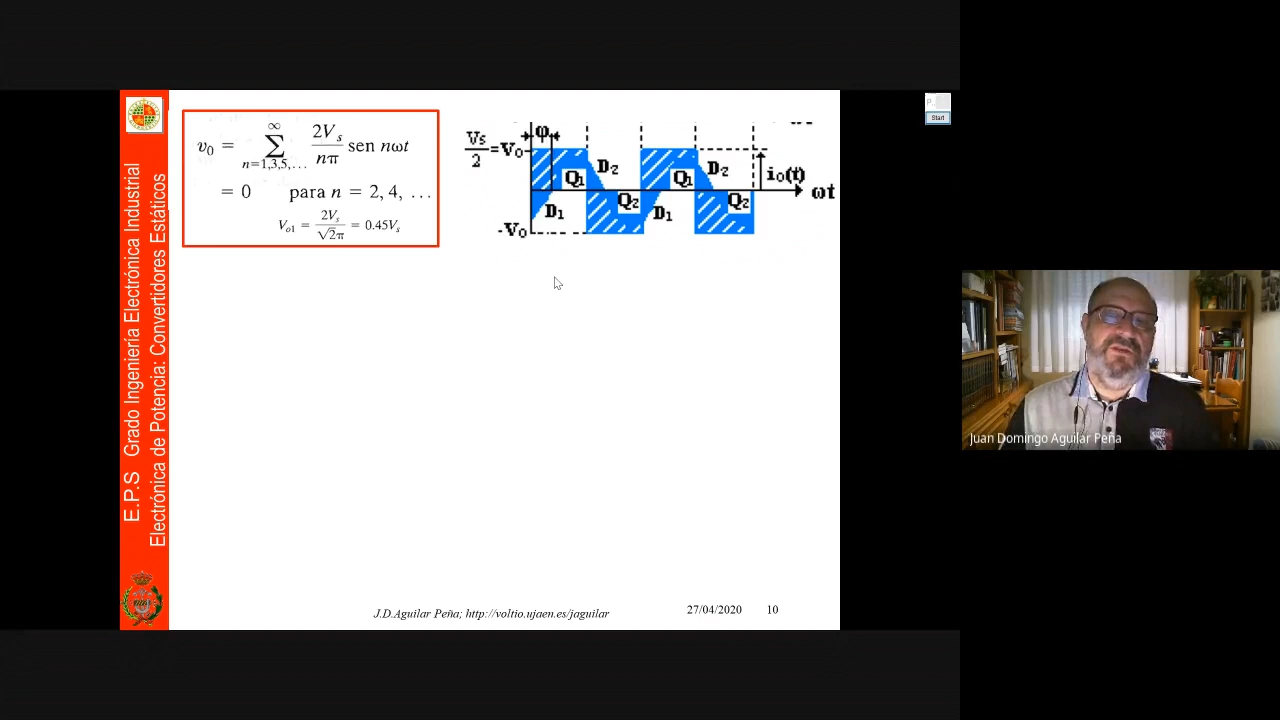 E.P.S Grado Ingeniería Electrónica Industrial
Electrónica de Potencia: Convertidores Estáticos
v₀ = ∑ n=1,3,5,… ∞ 2Vₛ/nπ sen nωt
= 0 para n = 2, 4, …
Vₒ₁ = 2Vₛ/√2π = 0.45Vₛ
φ
Vs/2 =V₀
D₂
D₂
Q₁
Q₁
i₀(t)
ωt
Q₂
Q₂
D₁
D₁
-V₀
J.D.Aguilar Peña; http://voltio.ujaen.es/jaguilar
27/04/2020
10
Start
Juan Domingo Aguilar Peña